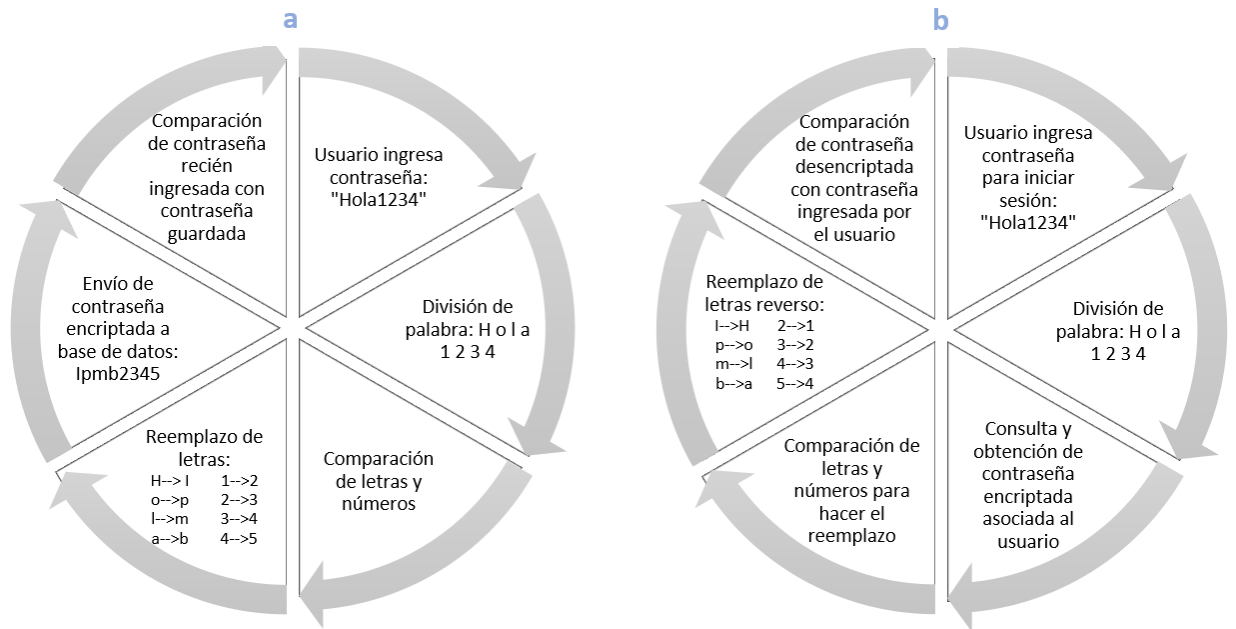 a
Usuario ingresa
contraseña:
"Hola1234"
División de
palabra: H o l a
1 2 3 4
Comparación
de letras y
números
Reemplazo de
letras:
H--> I 1-->2
o-->p 2-->3
l-->m 3-->4
a-->b 4-->5
Envío de
contraseña
encriptada a
base de datos:
Ipmb2345
Comparación
de contraseña
recién
ingresada con
contraseña
guardada
b
Usuario ingresa
contraseña
para iniciar
sesión:
"Hola1234"
División de
palabra: H o l a
1 2 3 4
Consulta y
obtención de
contraseña
encriptada
asociada al
usuario
Comparación de
letras y
números para
hacer el
reemplazo
Reemplazo de
letras reverso:
I-->H 2-->1
p-->o 3-->2
m-->l 4-->3
b-->a 5-->4
Comparación
de contraseña
desencriptada
con contraseña
ingresada por
el usuario